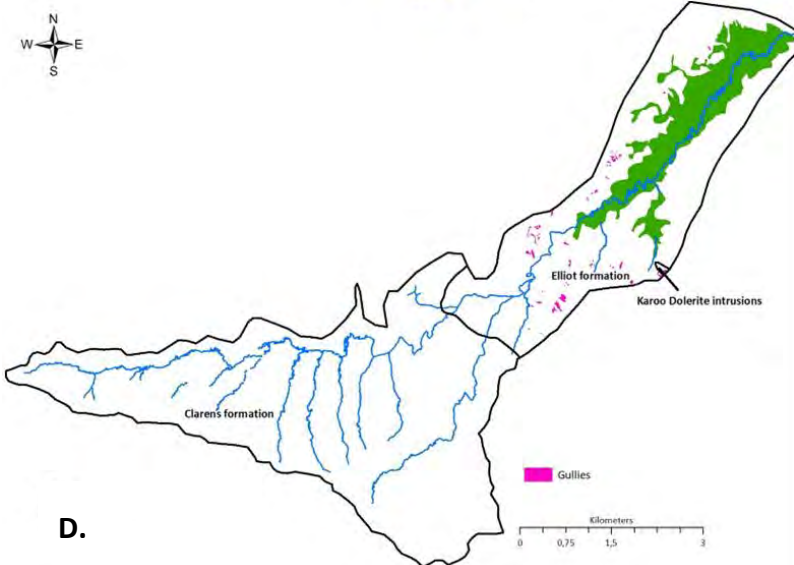 N
W E
S
Elliot formation
Karoo Dolerite intrusions
Clarens formation
Gullies
D.
Kilometers
0 0,75 1,5 3